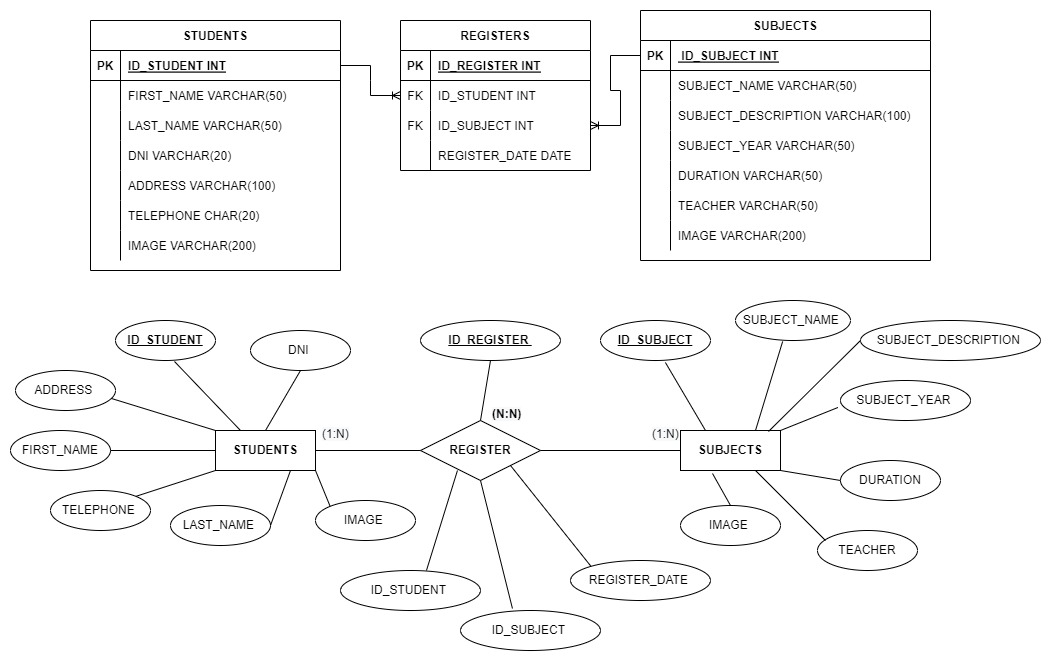 STUDENTS
PK ID_STUDENT INT
FIRST_NAME VARCHAR(50)
LAST_NAME VARCHAR(50)
DNI VARCHAR(20)
ADDRESS VARCHAR(100)
TELEPHONE CHAR(20)
IMAGE VARCHAR(200)
REGISTERS
PK ID_REGISTER INT
FK ID_STUDENT INT
FK ID_SUBJECT INT
REGISTER_DATE DATE
SUBJECTS
PK ID_SUBJECT INT
SUBJECT_NAME VARCHAR(50)
SUBJECT_DESCRIPTION VARCHAR(100)
SUBJECT_YEAR VARCHAR(50)
DURATION VARCHAR(50)
TEACHER VARCHAR(50)
IMAGE VARCHAR(200)
ID_STUDENT
DNI
ADDRESS
FIRST_NAME
STUDENTS
(1:N)
TELEPHONE
LAST_NAME
IMAGE
ID_REGISTER
(N:N)
REGISTER
ID_STUDENT
ID_SUBJECT
REGISTER_DATE
ID_SUBJECT
SUBJECT_NAME
SUBJECT_DESCRIPTION
SUBJECT_YEAR
(1:N)
SUBJECTS
DURATION
IMAGE
TEACHER